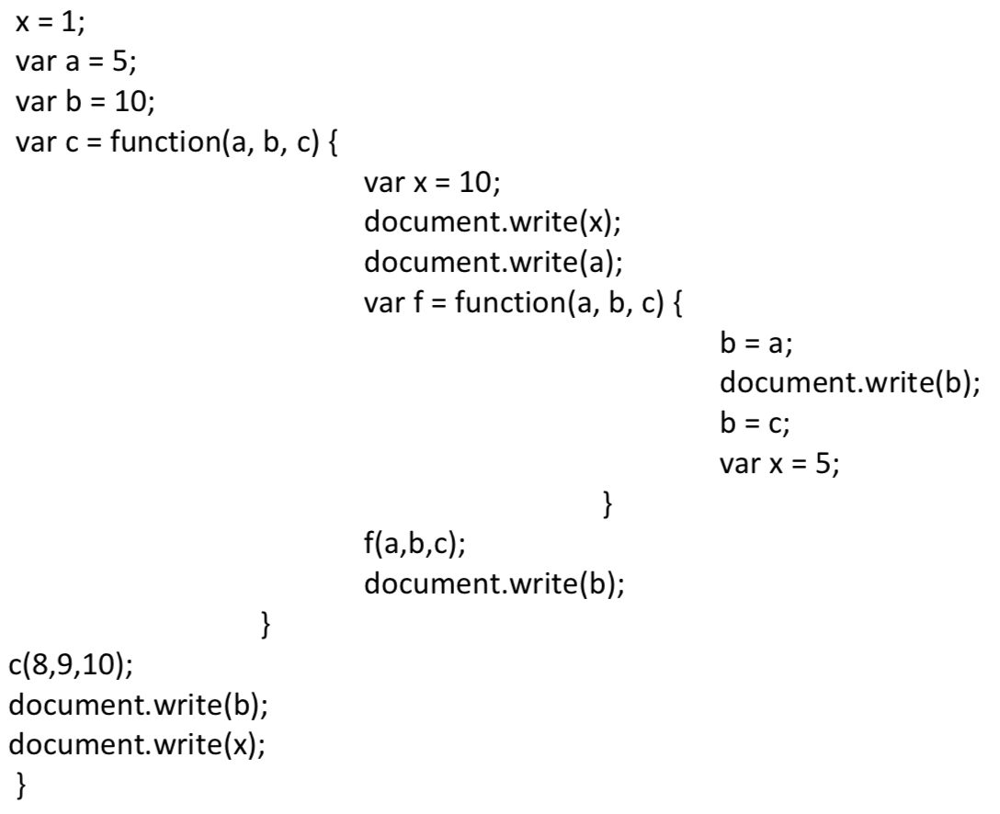 x = 1;
var a = 5;
var b = 10;
var c = function(a, b, c) {
var x = 10;
document.write(x);
document.write(a);
var f = function(a, b, c) {
b = a;
document.write(b);
b = c;
var x = 5;
}
f(a,b,c);
document.write(b);
}
c(8,9,10);
document.write(b);
document.write(x);
}